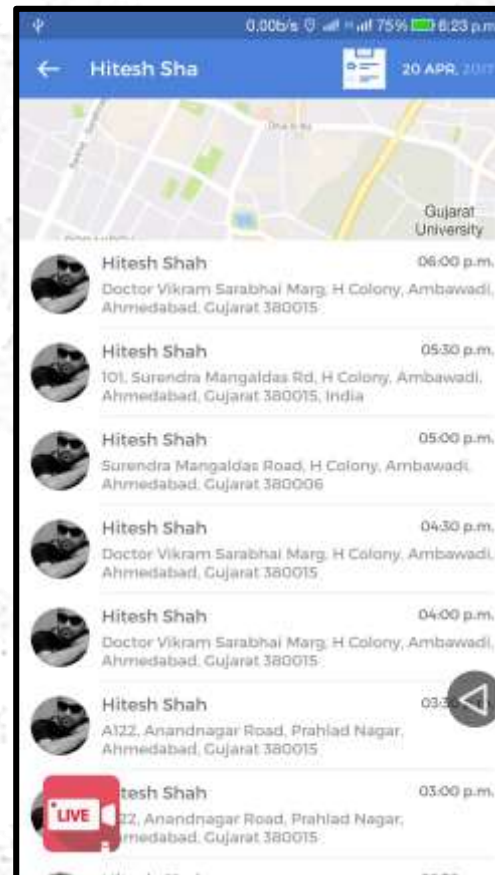 0.00b/s 75% 6:23 p.m
Hitesh Sha
20 APR, 2017
Gujarat
University
Hitesh Shah 06:00 p.m.
Doctor Vikram Sarabhai Marg, H Colony, Ambawadi,
Ahmedabad, Gujarat 380015
Hitesh Shah 05:30 p.m.
101, Surendra Mangaldas Rd, H Colony, Ambawadi,
Ahmedabad, Gujarat 380015, India
Hitesh Shah 05:00 p.m.
Surendra Mangaldas Road, H Colony, Ambawadi,
Ahmedabad, Gujarat 380006
Hitesh Shah 04:30 p.m.
Doctor Vikram Sarabhai Marg, H Colony, Ambawadi,
Ahmedabad, Gujarat 380015
Hitesh Shah 04:00 p.m.
Doctor Vikram Sarabhai Marg, H Colony, Ambawadi,
Ahmedabad, Gujarat 380015
Hitesh Shah 03:3
A122, Anandnagar Road, Prahlad Nagar,
Ahmedabad, Gujarat 380015
tesh Shah 03:00 p.m.
LIVE
22, Anandnagar Road, Prahlad Nagar,
medabad, Gujarat 380015